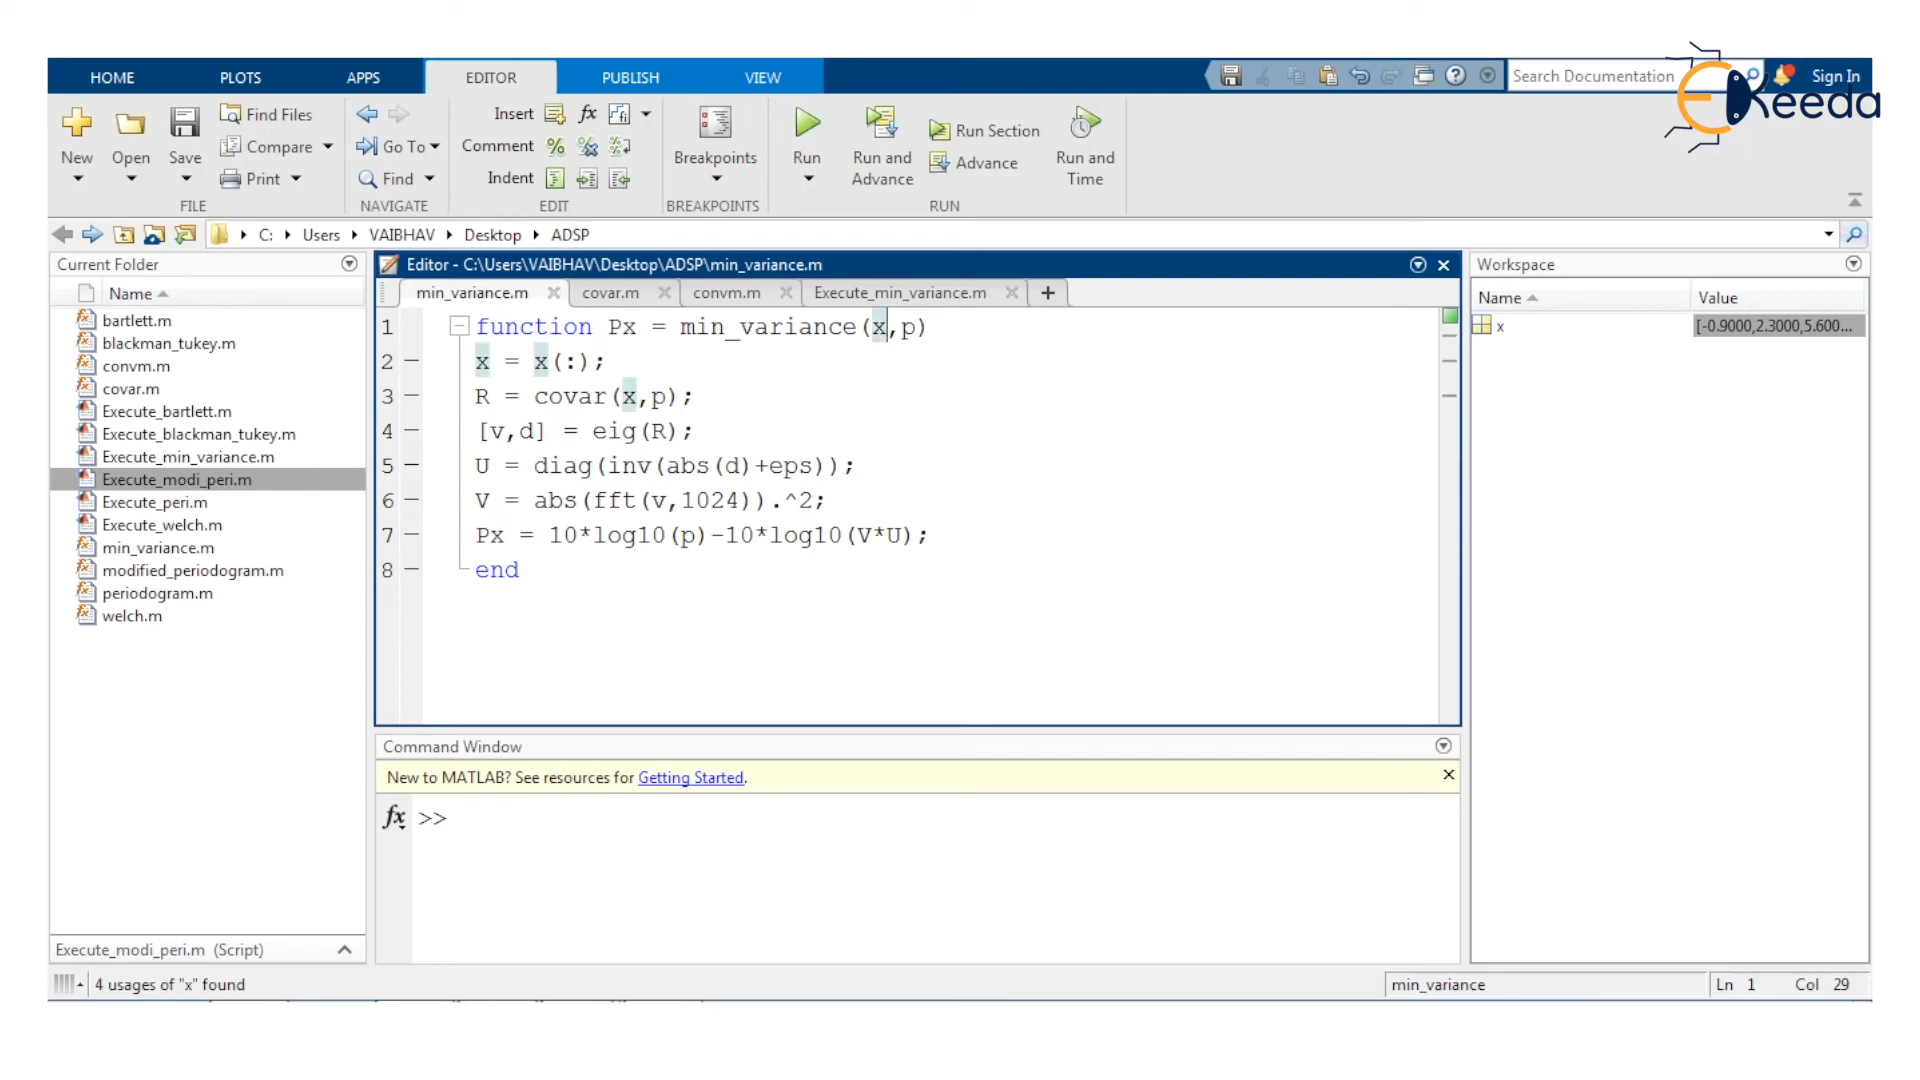 HOME PLOTS APPS EDITOR PUBLISH VIEW Search Documentation Sign In
EKeeda
New Open Save Find Files Compare Print FILE
Go To Find NAVIGATE
Insert fx Comment Indent EDIT
Breakpoints BREAKPOINTS
Run Run and Advance Run Section Advance Run and Time RUN
C: Users VAIBHAV Desktop ADSP
Current Folder
Name
bartlett.m
blackman_tukey.m
convm.m
covar.m
Execute_bartlett.m
Execute_blackman_tukey.m
Execute_min_variance.m
Execute_modi_peri.m
Execute_peri.m
Execute_welch.m
min_variance.m
modified_periodogram.m
periodogram.m
welch.m
Execute_modi_peri.m (Script)
Editor - C:\Users\VAIBHAV\Desktop\ADSP\min_variance.m
min_variance.m covar.m convm.m Execute_min_variance.m
1 function Px = min_variance(x,p)
2 x = x(:);
3 R = covar(x,p);
4 [v,d] = eig(R);
5 U = diag(inv(abs(d)+eps));
6 V = abs(fft(v,1024)).^2;
7 Px = 10*log10(p)-10*log10(V*U);
8 end
Command Window
New to MATLAB? See resources for Getting Started.
fx >>
Workspace
Name Value
x [-0.9000,2.3000,5.600...
4 usages of "x" found
min_variance Ln 1 Col 29